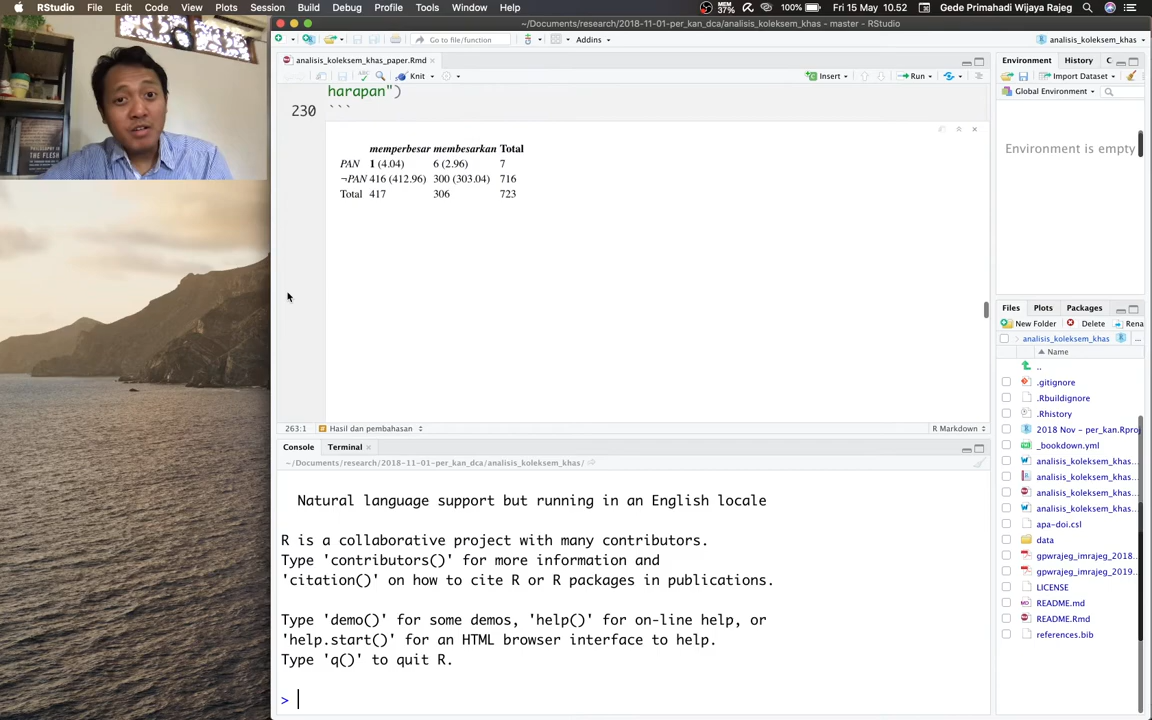 RStudio File Edit Code View Plots Session Build Debug Profile Tools Window Help MEM 37% 100% Fri 15 May 10.52 Gede Primahadi Wijaya Rajeg
~/Documents/research/2018-11-01-per_kan_dca/analisis_koleksem_khas - master - RStudio
Go to file/function Addins analisis_koleksem_khas
analisis_koleksem_khas_paper.Rmd
Knit Insert Run
harapan")
230 ```
memperbesar membesarkan Total
PAN 1 (4.04) 6 (2.96) 7
¬PAN 416 (412.96) 300 (303.04) 716
Total 417 306 723
263:1 Hasil dan pembahasan R Markdown
Console Terminal
~/Documents/research/2018-11-01-per_kan_dca/analisis_koleksem_khas/
Natural language support but running in an English locale
R is a collaborative project with many contributors.
Type 'contributors()' for more information and
'citation()' on how to cite R or R packages in publications.
Type 'demo()' for some demos, 'help()' for on-line help, or
'help.start()' for an HTML browser interface to help.
Type 'q()' to quit R.
>
Environment History C
Import Dataset
Global Environment
Environment is empty
Files Plots Packages
New Folder Delete Rena
analisis_koleksem_khas ...
Name
..
.gitignore
.Rbuildignore
.Rhistory
2018 Nov - per_kan.Rproj
_bookdown.yml
analisis_koleksem_khas...
analisis_koleksem_khas...
analisis_koleksem_khas...
analisis_koleksem_khas...
apa-doi.csl
data
gpwrajeg_imrajeg_2018...
gpwrajeg_imrajeg_2019...
LICENSE
README.md
README.Rmd
references.bib
PHILOSOPHY
IN
THE FLESH